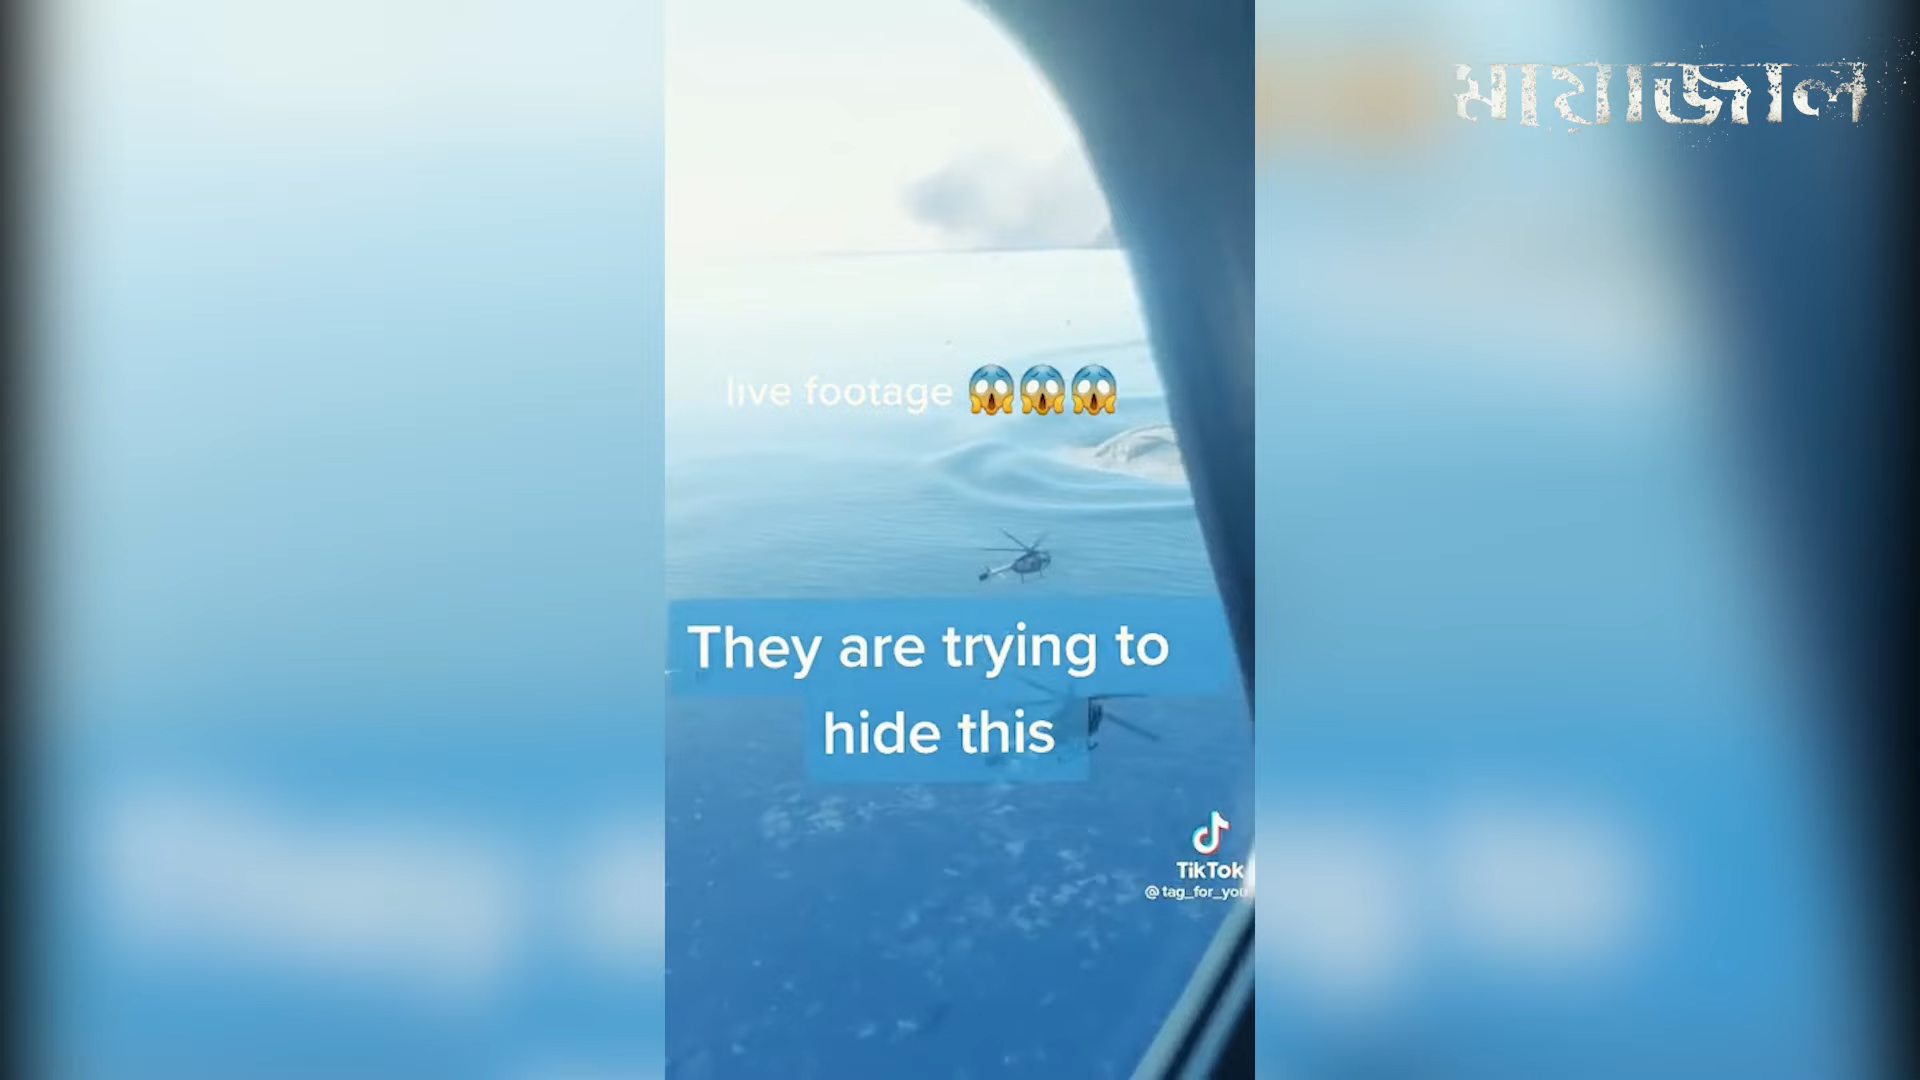 মায়াজাল
live footage 😱😱😱
They are trying to
hide this
TikTok
@tag_for_you